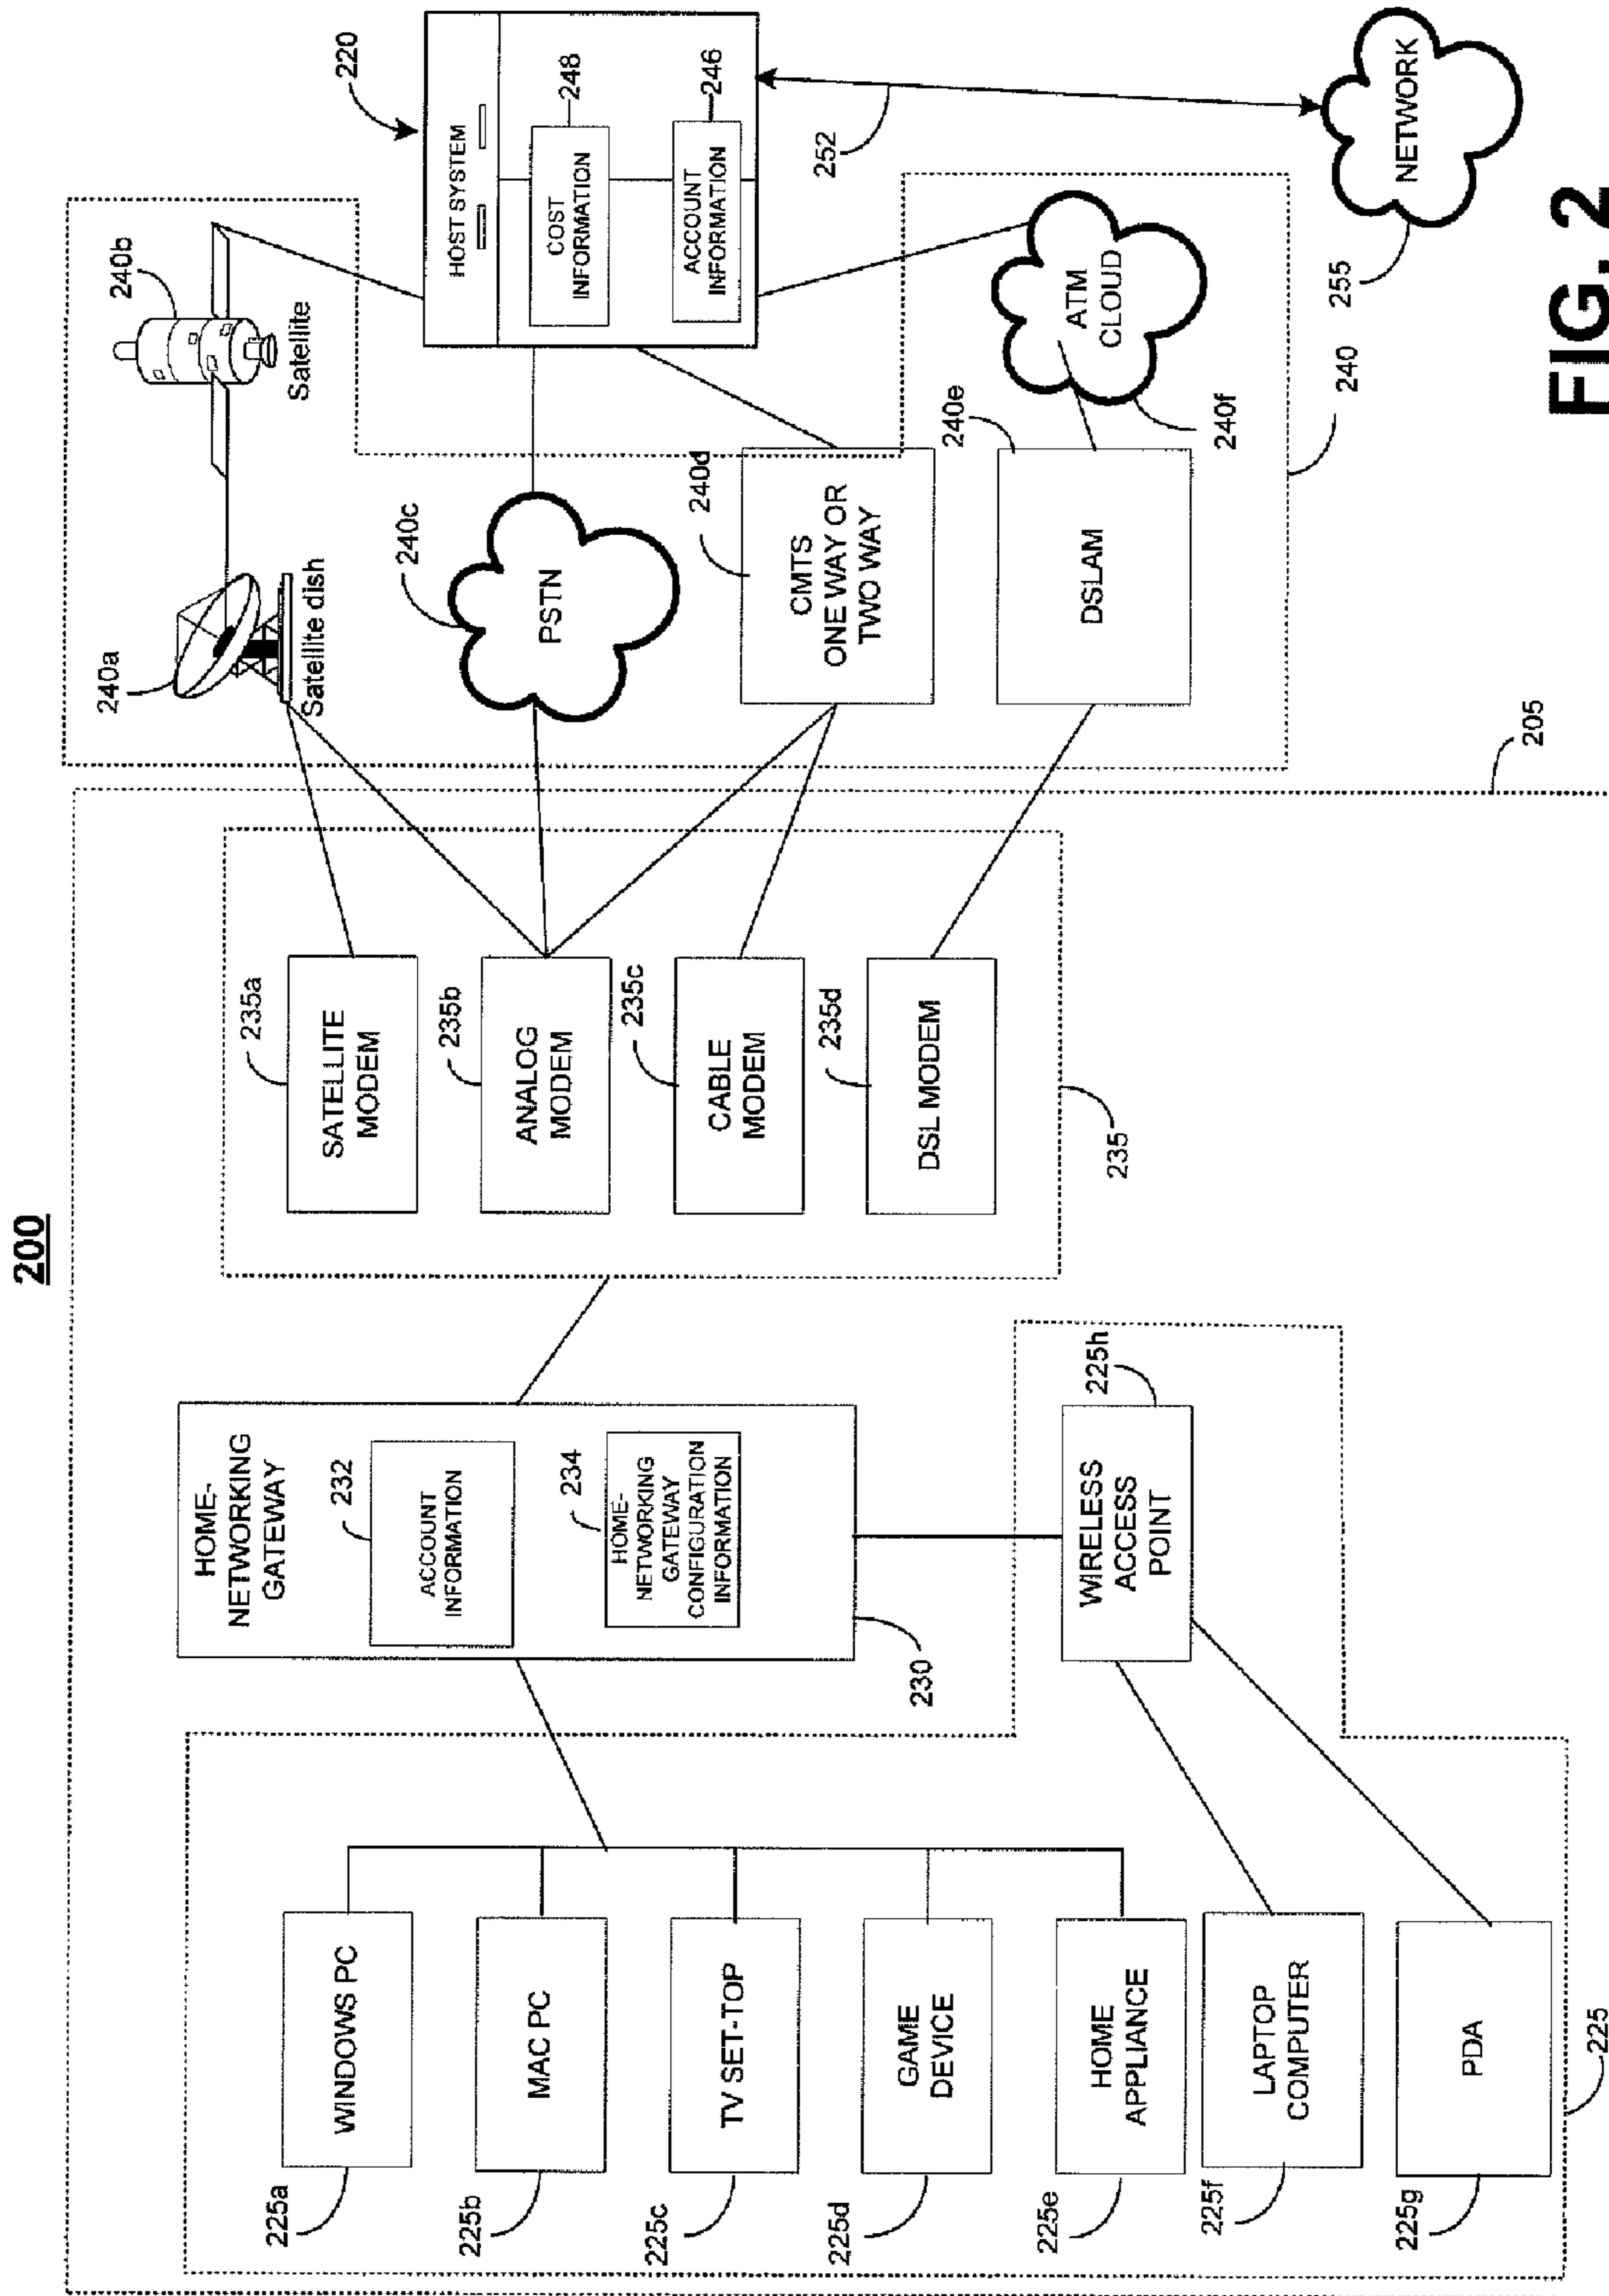 200
225a
WINDOWS PC
225b
MAC PC
225c
TV SET-TOP
225d
GAME
DEVICE
225e
HOME
APPLIANCE
225f
LAPTOP
COMPUTER
225g
PDA
225
HOME-
NETWORKING
GATEWAY
232
ACCOUNT
INFORMATION
234
HOME-
NETWORKING
GATEWAY
CONFIGURATION
INFORMATION
230
225h
WIRELESS
ACCESS
POINT
235a
SATELLITE
MODEM
235b
ANALOG
MODEM
235c
CABLE
MODEM
235d
DSL MODEM
235
205
240a
Satellite dish
240b
Satellite
240c
PSTN
240d
CMTS
ONE WAY OR
TWO WAY
240e
DSLAM
240f
ATM
CLOUD
240
220
HOST SYSTEM
248
COST
INFORMATION
246
ACCOUNT
INFORMATION
252
NETWORK
255
FIG. 2